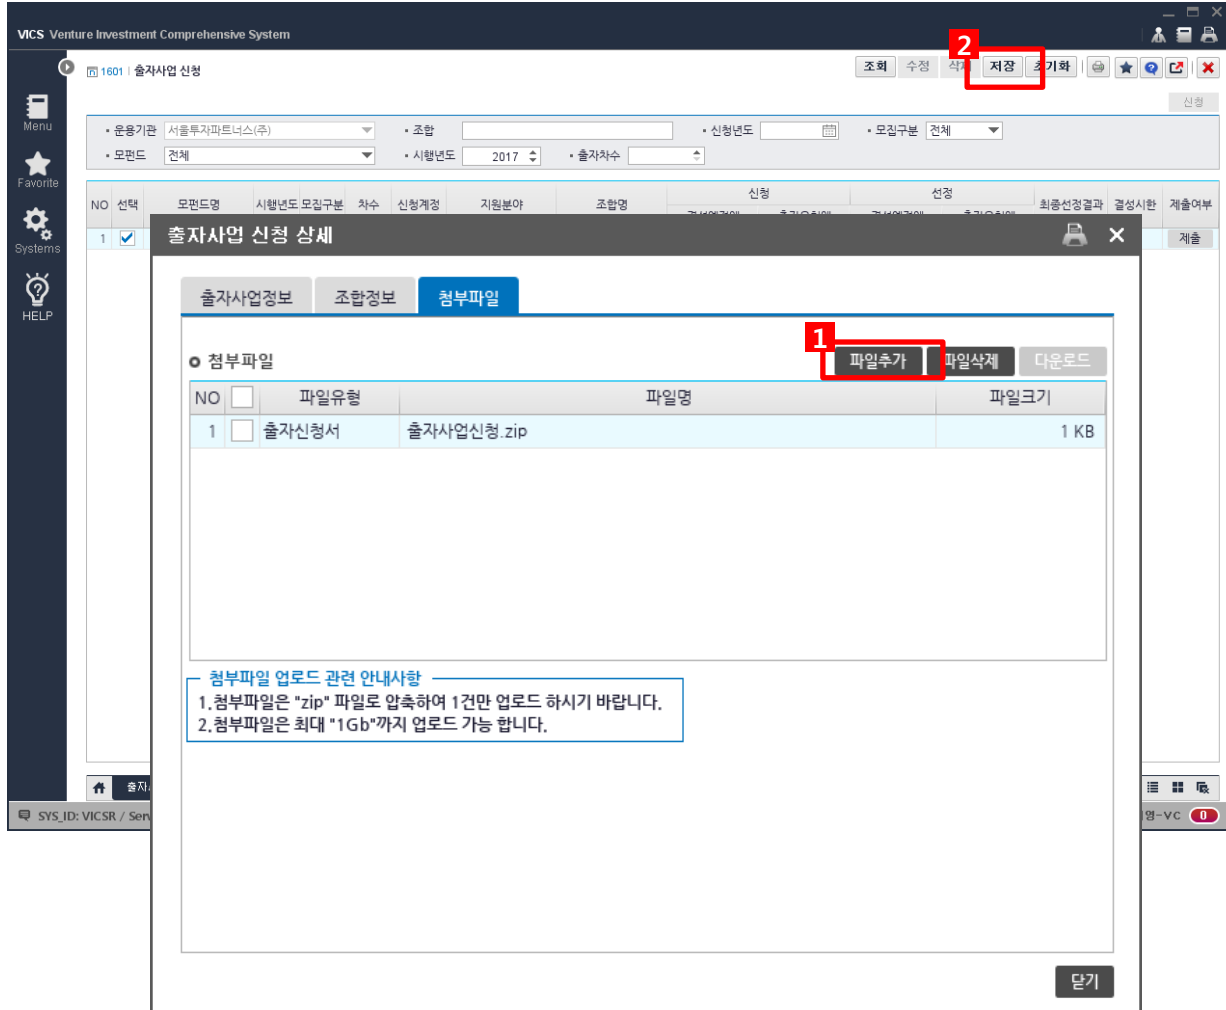 VICS Venture Investment Comprehensive System
1601 출자사업 신청
2
조회 수정 저장 초기화
신청
Menu
Favorite
Systems
HELP
운용기관 서울투자파트너스(주) 조합 신청년도 모집구분 전체
모펀드 전체 시행년도 2017 출자차수
NO 선택 모펀드명 시행년도 모집구분 차수 신청계정 지원분야 조합명 신청 선정 최종선정결과 결성시한 제출여부
1 제출
출자사업 신청 상세
출자사업정보 조합정보 첨부파일
1
첨부파일 파일추가 파일삭제 다운로드
NO 파일유형 파일명 파일크기
1 출자신청서 출자사업신청.zip 1 KB
첨부파일 업로드 관련 안내사항
1.첨부파일은 "zip" 파일로 압축하여 1건만 업로드 하시기 바랍니다.
2.첨부파일은 최대 "1Gb"까지 업로드 가능 합니다.
SYS_ID: VICSR / Serv
영-VC 0
닫기